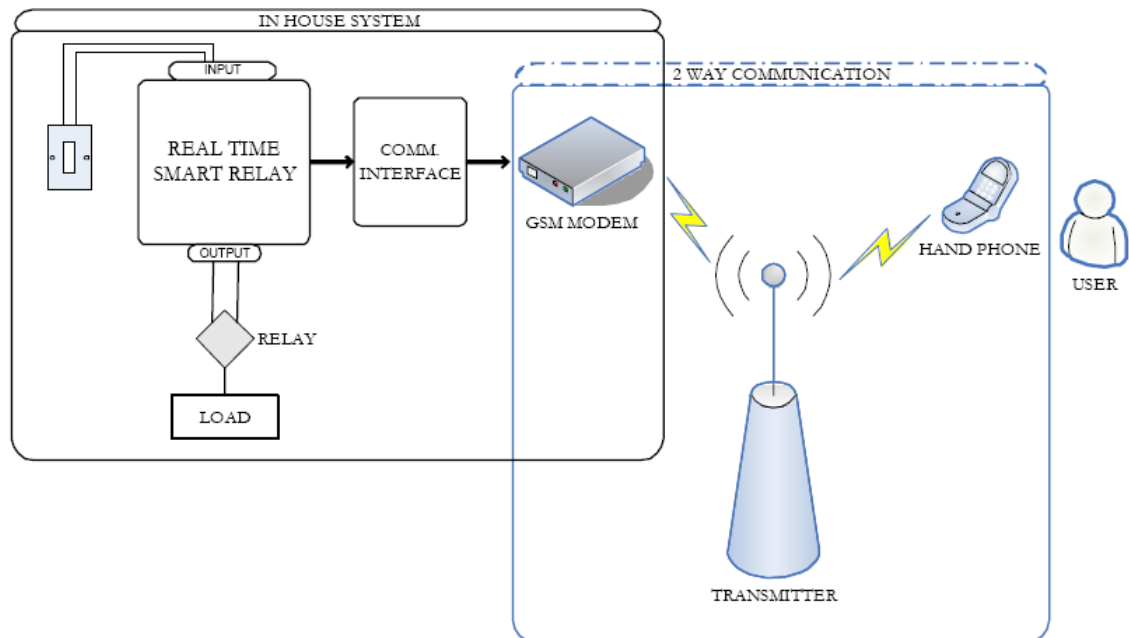 IN HOUSE SYSTEM
2 WAY COMMUNICATION
INPUT
REAL TIME
SMART RELAY
COMM.
INTERFACE
GSM MODEM
HAND PHONE
USER
OUTPUT
RELAY
LOAD
TRANSMITTER